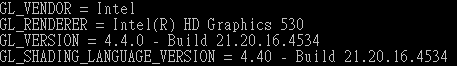 GL_VENDOR = Intel
GL_RENDERER = Intel(R) HD Graphics 530
GL_VERSION = 4.4.0 - Build 21.20.16.4534
GL_SHADING_LANGUAGE_VERSION = 4.40 - Build 21.20.16.4534